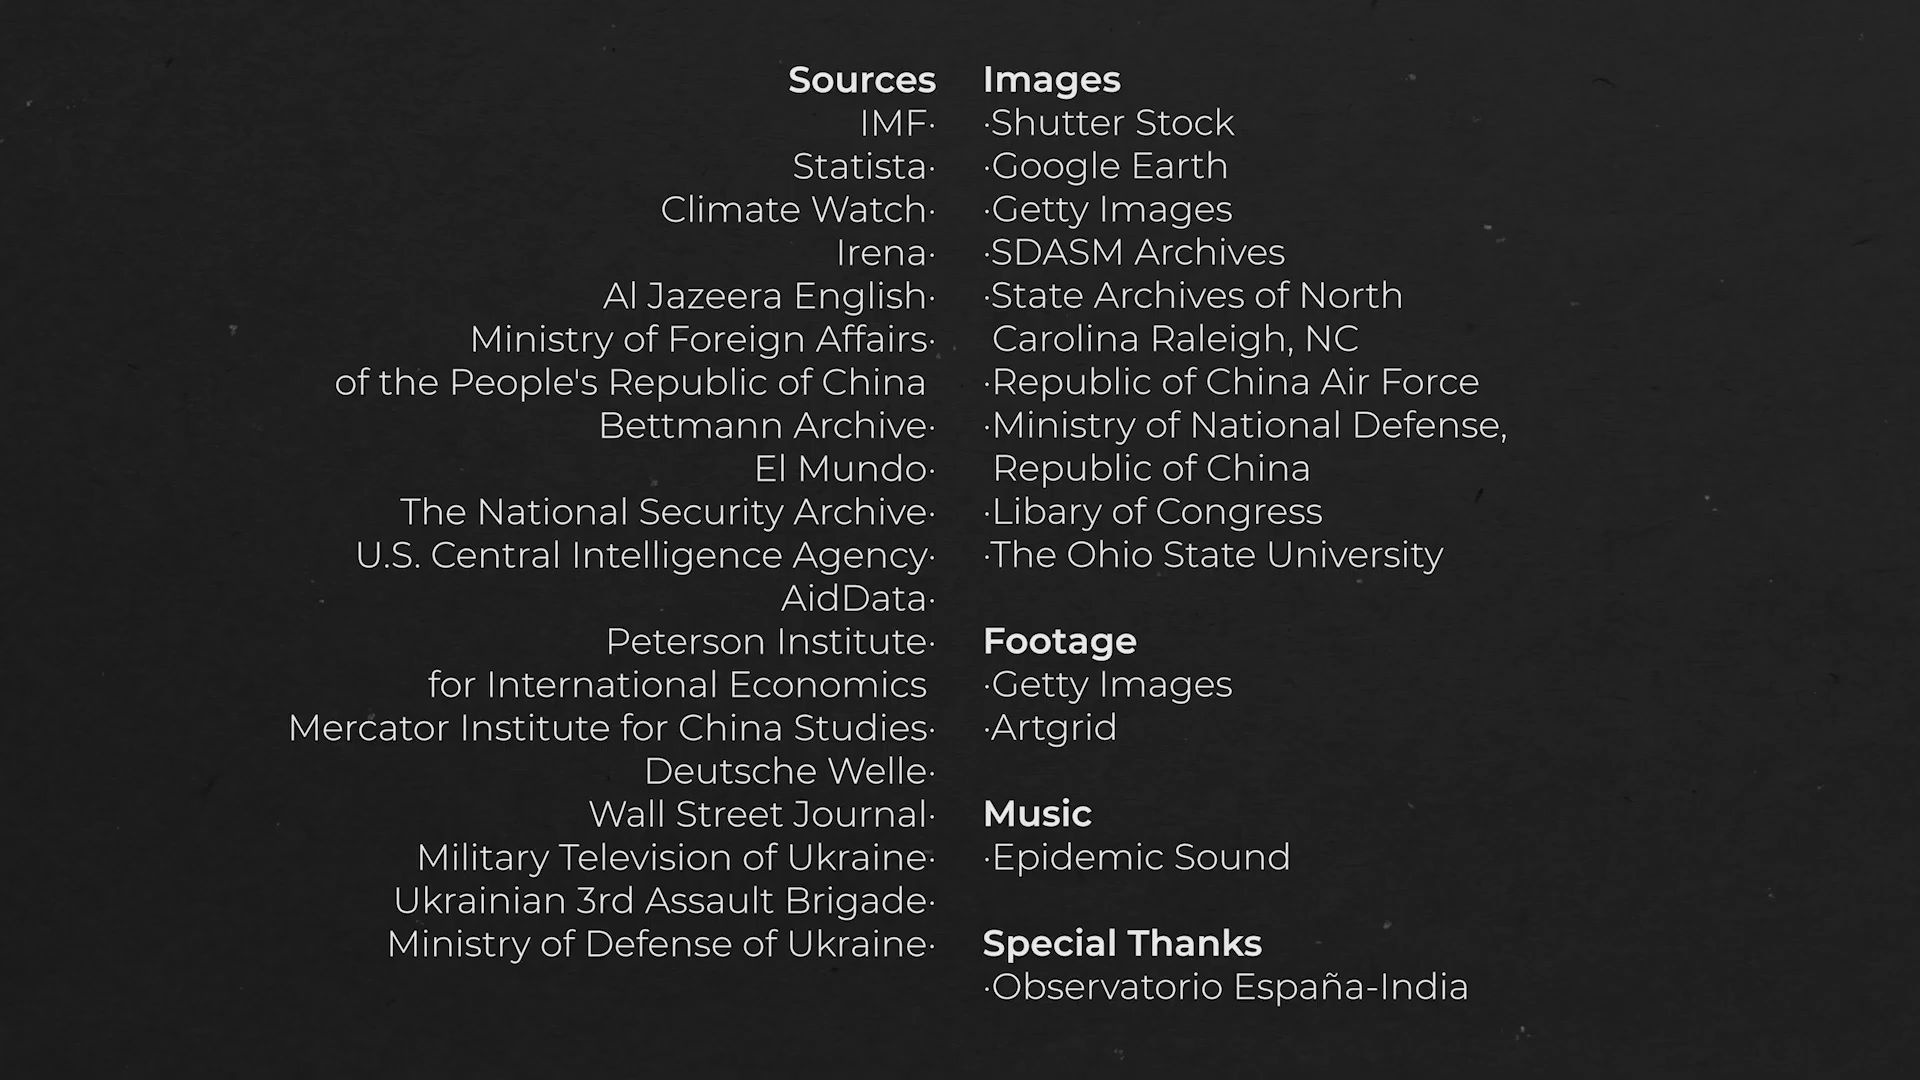 Sources
IMF·
Statista·
Climate Watch·
Irena·
Al Jazeera English·
Ministry of Foreign Affairs·
of the People's Republic of China
Bettmann Archive·
El Mundo·
The National Security Archive·
U.S. Central Intelligence Agency·
AidData·
Peterson Institute·
for International Economics
Mercator Institute for China Studies·
Deutsche Welle·
Wall Street Journal·
Military Television of Ukraine·
Ukrainian 3rd Assault Brigade·
Ministry of Defense of Ukraine·
Images
·Shutter Stock
·Google Earth
·Getty Images
·SDASM Archives
·State Archives of North
Carolina Raleigh, NC
·Republic of China Air Force
·Ministry of National Defense,
Republic of China
·Libary of Congress
·The Ohio State University
Footage
·Getty Images
·Artgrid
Music
·Epidemic Sound
Special Thanks
·Observatorio España-India